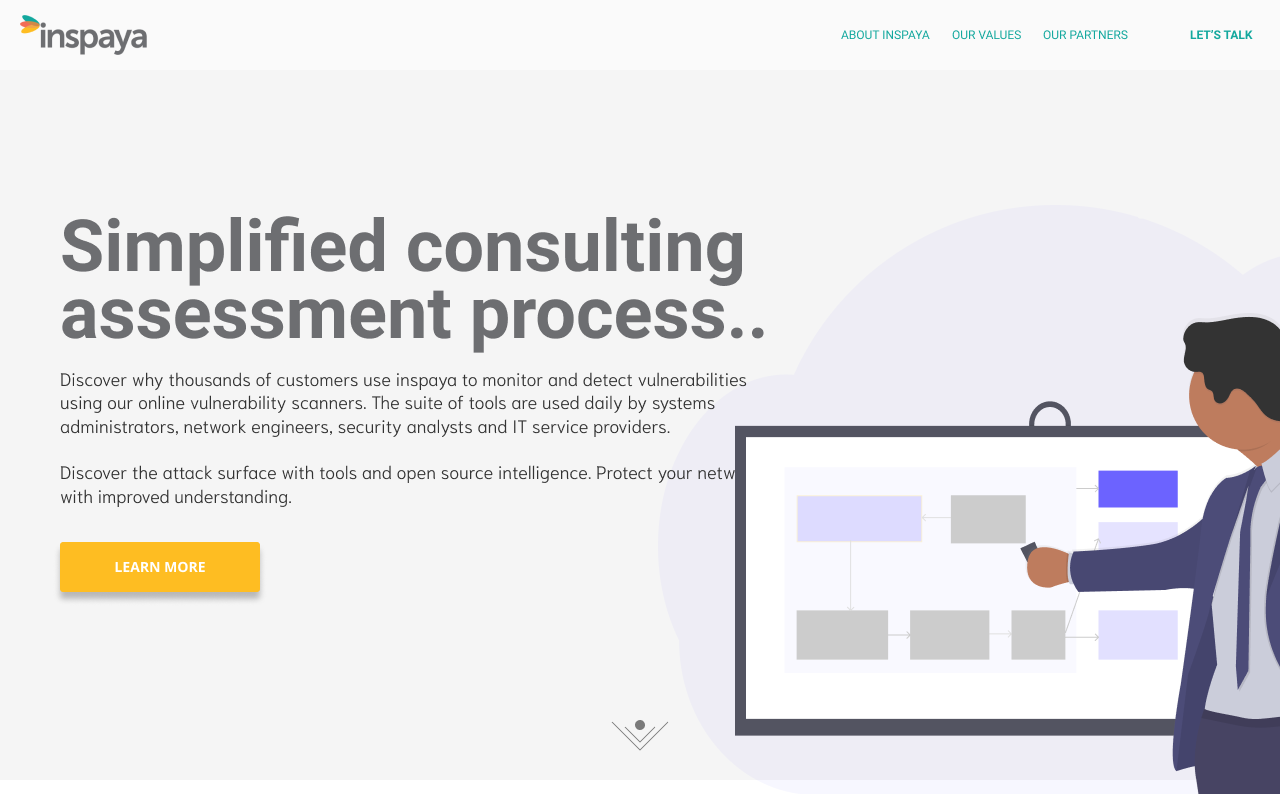 inspaya
ABOUT INSPAYA
OUR VALUES
OUR PARTNERS
LET'S TALK
Simplified consulting
assessment process..
Discover why thousands of customers use inspaya to monitor and detect vulnerabilities
using our online vulnerability scanners. The suite of tools are used daily by systems
administrators, network engineers, security analysts and IT service providers.
Discover the attack surface with tools and open source intelligence. Protect your netw
with improved understanding.
LEARN MORE